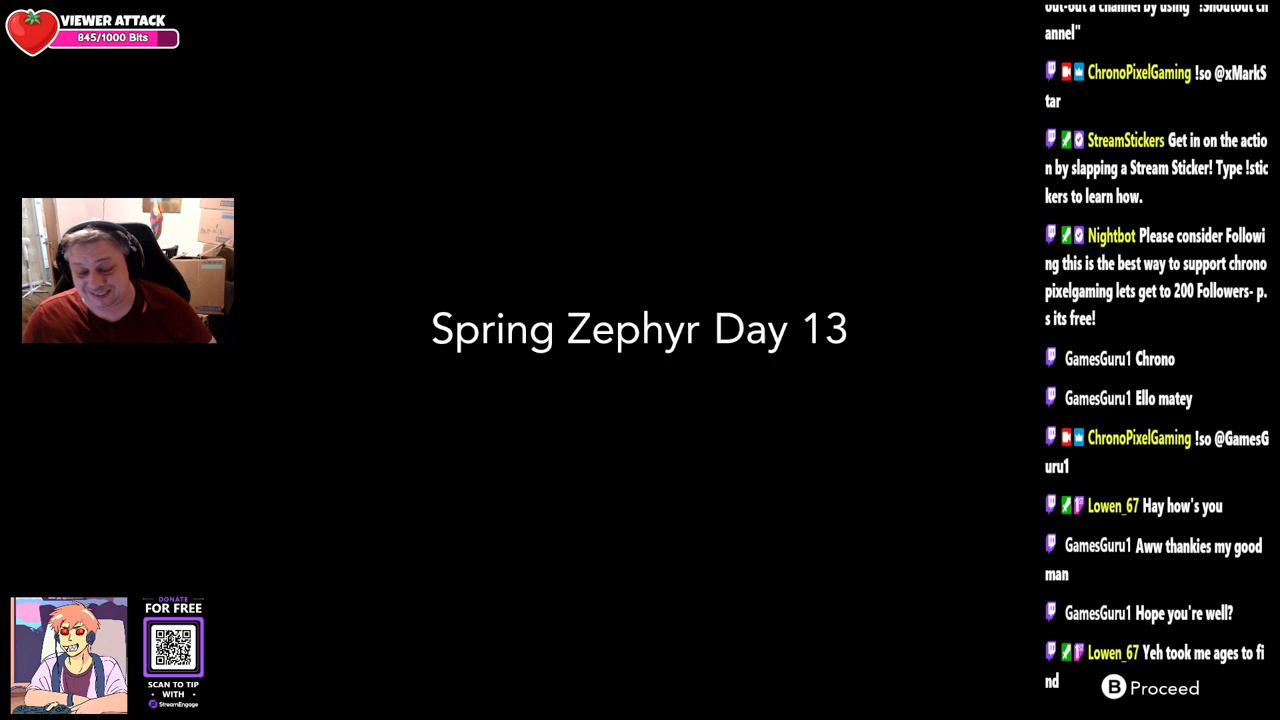 VIEWER ATTACK
845/1000 Bits
Spring Zephyr Day 13
DONATE
FOR FREE
SCAN TO TIP
• WITH •
StreamEngage
out-out a channel by using "!Shoutout ch
annel"
ChronoPixelGaming !so @xMarkS
tar
StreamStickers Get in on the actio
n by slapping a Stream Sticker! Type !stic
kers to learn how.
Nightbot Please consider Followi
ng this is the best way to support chrono
pixelgaming lets get to 200 Followers- p.
s its free!
GamesGuru1 Chrono
GamesGuru1 Ello matey
ChronoPixelGaming !so @GamesG
uru1
Lowen_67 Hay how's you
GamesGuru1 Aww thankies my good
man
GamesGuru1 Hope you're well?
Lowen_67 Yeh took me ages to fi
nd
B Proceed